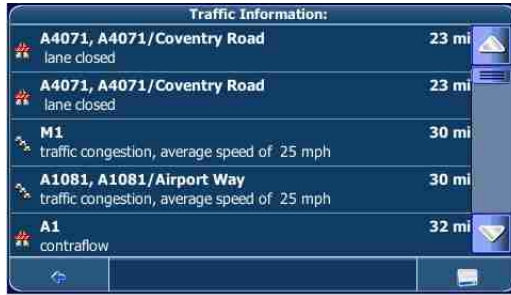 Traffic Information:
A4071, A4071/Coventry Road 23 mi
lane closed
A4071, A4071/Coventry Road 23 mi
lane closed
M1 30 mi
traffic congestion, average speed of 25 mph
A1081, A1081/Airport Way 30 mi
traffic congestion, average speed of 25 mph
A1 32 mi
contraflow